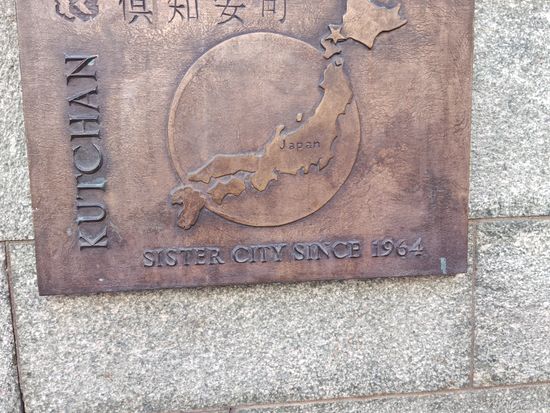 倶知安町
KUTCHAN
Japan
SISTER CITY SINCE 1964